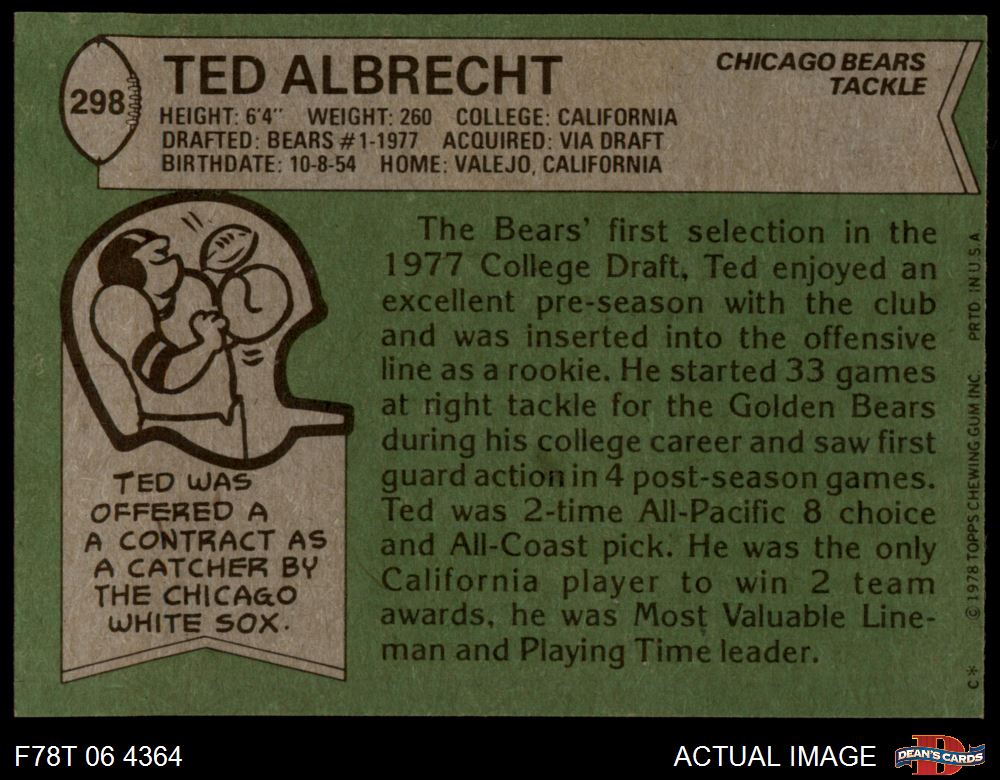 298
TED ALBRECHT
CHICAGO BEARS
TACKLE
HEIGHT: 6'4" WEIGHT: 260 COLLEGE: CALIFORNIA
DRAFTED: BEARS #1-1977 ACQUIRED: VIA DRAFT
BIRTHDATE: 10-8-54 HOME: VALEJO, CALIFORNIA
TED WAS
OFFERED A
A CONTRACT AS
A CATCHER BY
THE CHICAGO
WHITE SOX.
The Bears' first selection in the
1977 College Draft, Ted enjoyed an
excellent pre-season with the club
and was inserted into the offensive
line as a rookie. He started 33 games
at right tackle for the Golden Bears
during his college career and saw first
guard action in 4 post-season games.
Ted was 2-time All-Pacific 8 choice
and All-Coast pick. He was the only
California player to win 2 team
awards, he was Most Valuable Line-
man and Playing Time leader.
C* © 1978 TOPPS CHEWING GUM INC. PRTD. IN U.S.A.
F78T 06 4364
ACTUAL IMAGE
D
DEAN'S CARDS